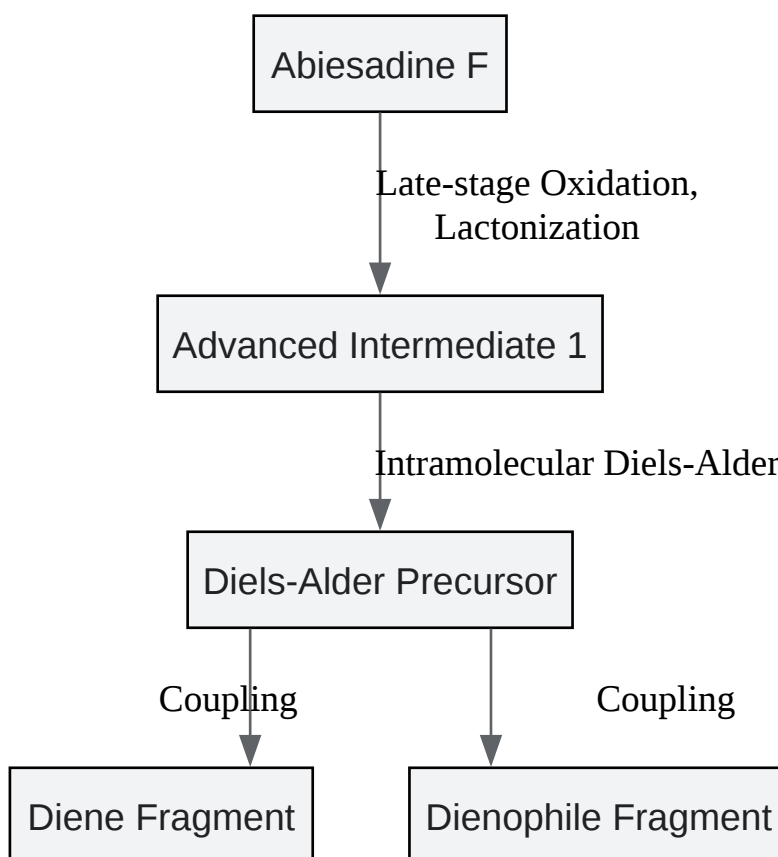 Abiesadine F
Late-stage Oxidation,
Lactonization
Advanced Intermediate 1
Intramolecular Diels-Alder
Diels-Alder Precursor
Coupling
Coupling
Diene Fragment
Dienophile Fragment